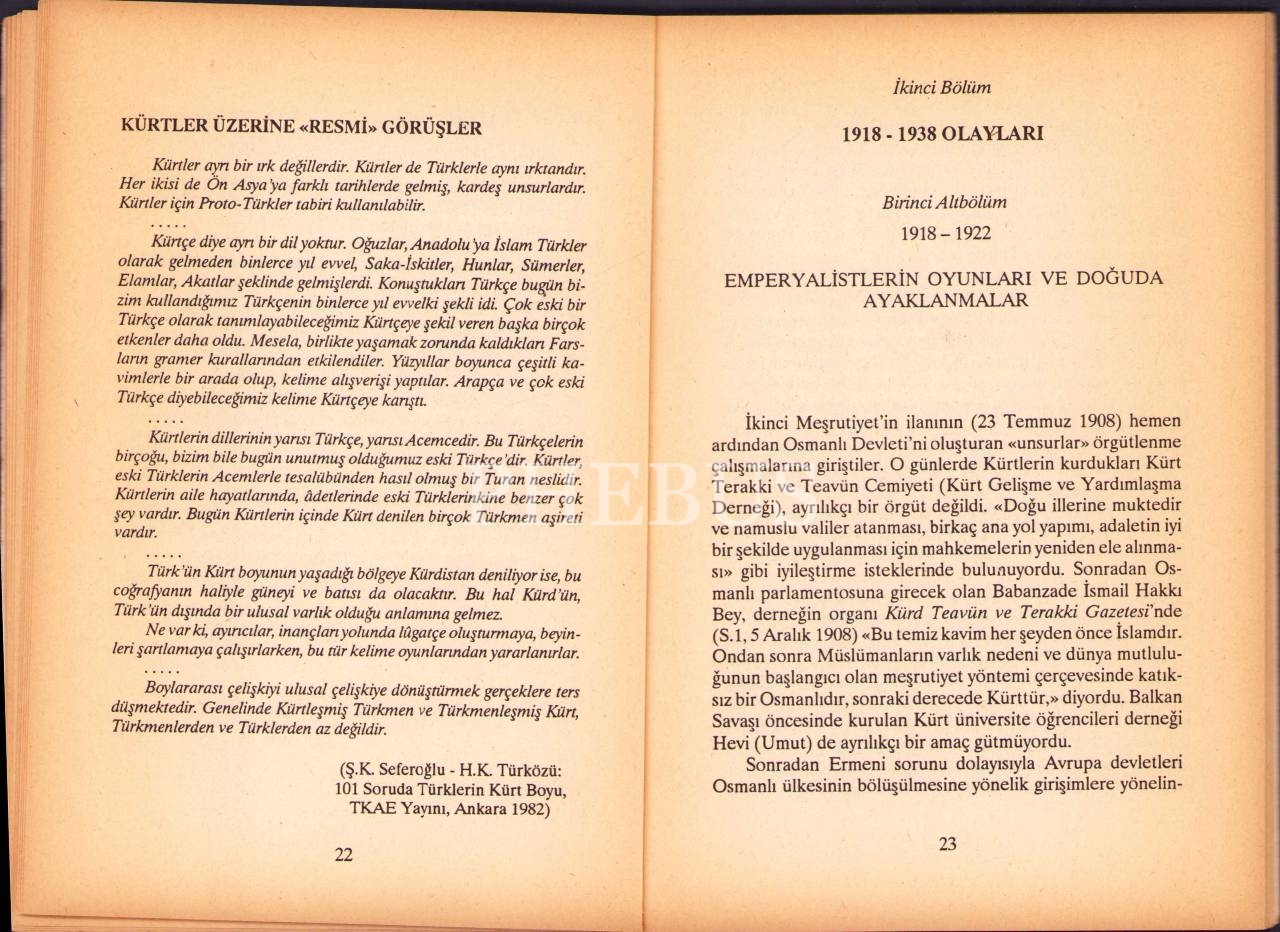 KÜRTLER ÜZERİNE «RESMİ» GÖRÜŞLER
Kürtler ayrı bir ırk değillerdir. Kürtler de Türklerle aynı ırktandır.
Her ikisi de Ön Asya'ya farklı tarihlerde gelmiş, kardeş unsurlardır.
Kürtler için Proto-Türkler tabiri kullanılabilir.
.....
Kürtçe diye ayrı bir dil yoktur. Oğuzlar, Anadolu'ya İslam Türkler
olarak gelmeden binlerce yıl evvel, Saka-İskitler, Hunlar, Sümerler,
Elamlar, Akatlar şeklinde gelmişlerdi. Konuştukları Türkçe bugün bi-
zim kullandığımız Türkçenin binlerce yıl evvelki şekli idi. Çok eski bir
Türkçe olarak tanımlayabileceğimiz Kürtçeye şekil veren başka birçok
etkenler daha oldu. Mesela, birlikte yaşamak zorunda kaldıkları Fars-
ların gramer kurallarından etkilendiler. Yüzyıllar boyunca çeşitli ka-
vimlerle bir arada olup, kelime alışverişi yaptılar. Arapça ve çok eski
Türkçe diyebileceğimiz kelime Kürtçeye karıştı.
.....
Kürtlerin dillerinin yarısı Türkçe, yarısı Acemcedir. Bu Türkçelerin
birçoğu, bizim bile bugün unutmuş olduğumuz eski Türkçe'dir. Kürtler,
eski Türklerin Acemlerle tesalübünden hasıl olmuş bir Turan neslidir.
Kürtlerin aile hayatlarında, âdetlerinde eski Türklerinkine benzer çok
şey vardır. Bugün Kürtlerin içinde Kürt denilen birçok Türkmen aşireti
vardır.
.....
Türk'ün Kürt boyunun yaşadığı bölgeye Kürdistan deniliyor ise, bu
coğrafyanın haliyle güneyi ve batısı da olacaktır. Bu hal Kürd'ün,
Türk'ün dışında bir ulusal varlık olduğu anlamına gelmez.
Ne var ki, ayırıcılar, inançları yolunda lûgatçe oluşturmaya, beyin-
leri şartlamaya çalışırlarken, bu tür kelime oyunlarından yararlanırlar.
.....
Boylararası çelişkiyi ulusal çelişkiye dönüştürmek gerçeklere ters
düşmektedir. Genelinde Kürtleşmiş Türkmen ve Türkmenleşmiş Kürt,
Türkmenlerden ve Türklerden az değildir.
(Ş.K. Seferoğlu - H.K. Türközü:
101 Soruda Türklerin Kürt Boyu,
TKAE Yayını, Ankara 1982)
22
İkinci Bölüm
1918 - 1938 OLAYLARI
Birinci Altbölüm
1918 – 1922
EMPERYALİSTLERİN OYUNLARI VE DOĞUDA
AYAKLANMALAR
İkinci Meşrutiyet'in ilanının (23 Temmuz 1908) hemen
ardından Osmanlı Devleti'ni oluşturan «unsurlar» örgütlenme
çalışmalarına giriştiler. O günlerde Kürtlerin kurdukları Kürt
Terakki ve Teavün Cemiyeti (Kürt Gelişme ve Yardımlaşma
Derneği), ayrılıkçı bir örgüt değildi. «Doğu illerine muktedir
ve namuslu valiler atanması, birkaç ana yol yapımı, adaletin iyi
bir şekilde uygulanması için mahkemelerin yeniden ele alınma-
sı» gibi iyileştirme isteklerinde bulunuyordu. Sonradan Os-
manlı parlamentosuna girecek olan Babanzade İsmail Hakkı
Bey, derneğin organı Kürd Teavün ve Terakki Gazetesi'nde
(S.1, 5 Aralık 1908) «Bu temiz kavim her şeyden önce İslamdır.
Ondan sonra Müslümanların varlık nedeni ve dünya mutlulu-
ğunun başlangıcı olan meşrutiyet yöntemi çerçevesinde katık-
sız bir Osmanlıdır, sonraki derecede Kürttür,» diyordu. Balkan
Savaşı öncesinde kurulan Kürt üniversite öğrencileri derneği
Hevi (Umut) de ayrılıkçı bir amaç gütmüyordu.
Sonradan Ermeni sorunu dolayısıyla Avrupa devletleri
Osmanlı ülkesinin bölüşülmesine yönelik girişimlere yönelin-
23